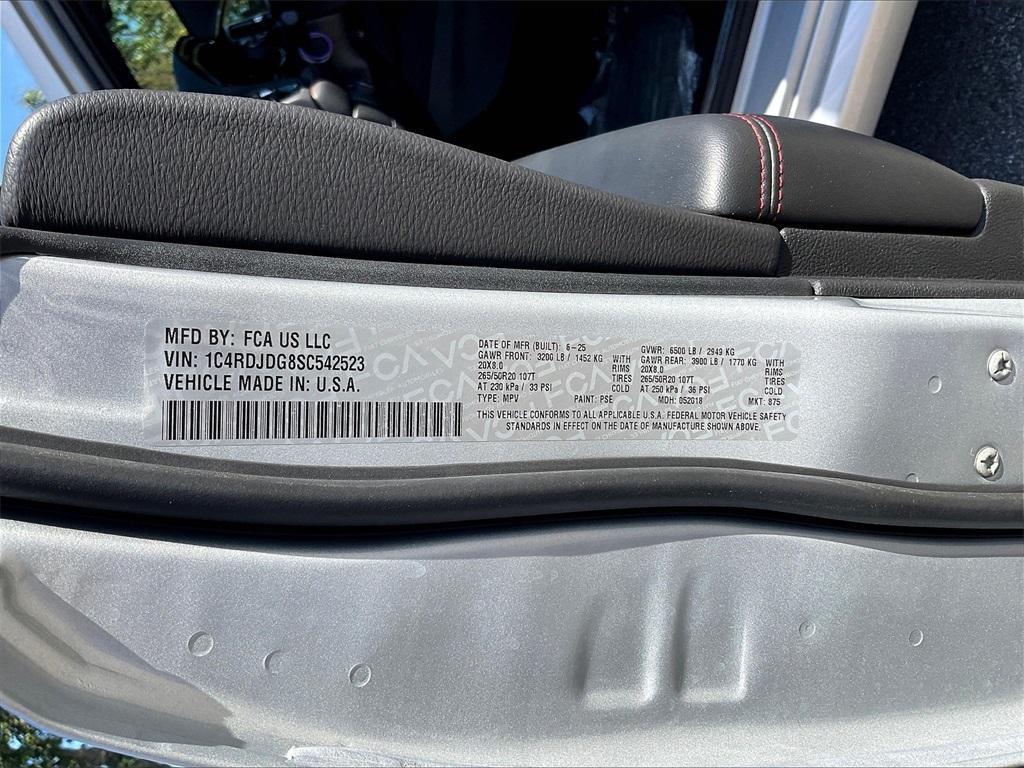 MFD BY: FCA US LLC
VIN: 1C4RDJDG8SC542523
VEHICLE MADE IN: U.S.A.
DATE OF MFR (BUILT): 6-25 GVWR: 6500 LB / 2949 KG
GAWR FRONT: 3200 LB / 1452 KG WITH GAWR REAR: 3900 LB / 1770 KG WITH
20X8.0 RIMS 20X8.0 RIMS
265/50R20 107T TIRES 265/50R20 107T TIRES
AT 230 kPa / 33 PSI COLD AT 250 kPa / 36 PSI COLD
TYPE: MPV PAINT: PSE MDH: 052018 MKT: 875
THIS VEHICLE CONFORMS TO ALL APPLICABLE U.S.A. FEDERAL MOTOR VEHICLE SAFETY
STANDARDS IN EFFECT ON THE DATE OF MANUFACTURE SHOWN ABOVE.